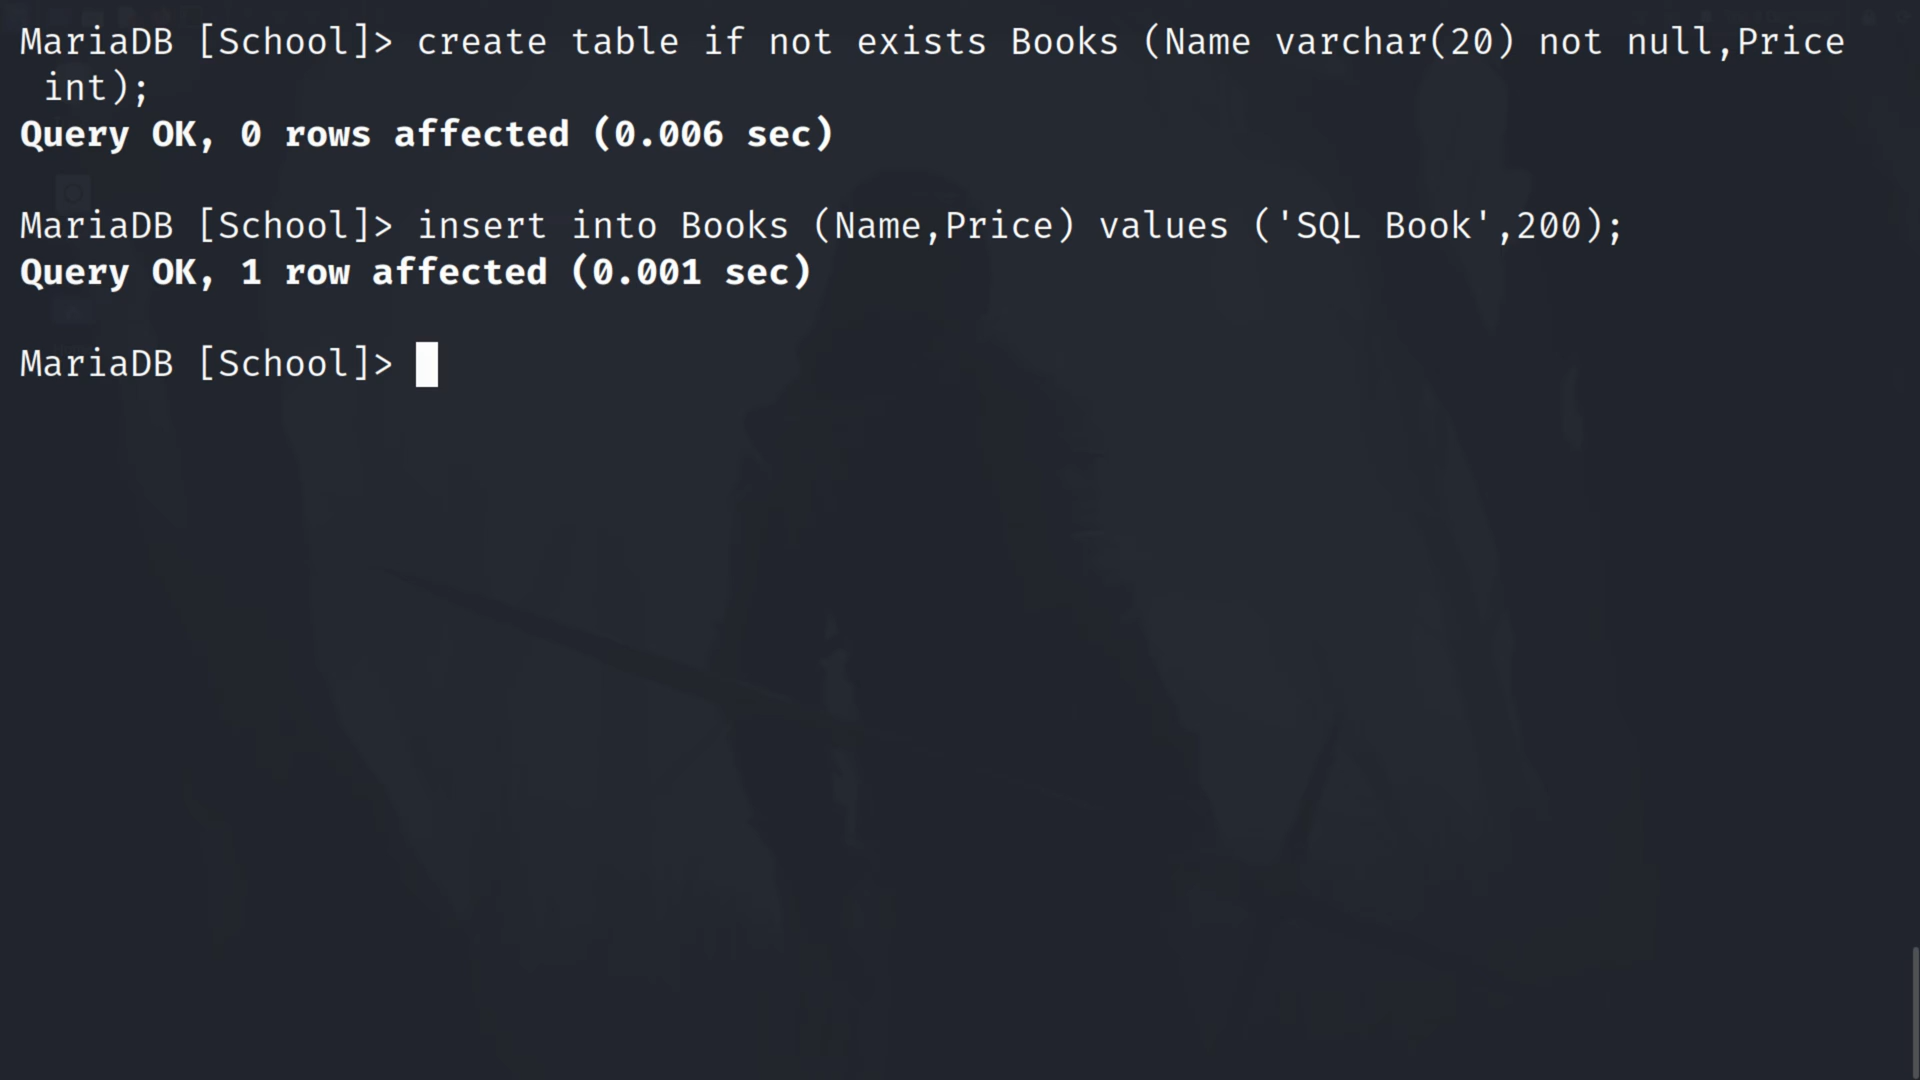 MariaDB [School]> create table if not exists Books (Name varchar(20) not null,Price
int);
Query OK, 0 rows affected (0.006 sec)
MariaDB [School]> insert into Books (Name,Price) values ('SQL Book',200);
Query OK, 1 row affected (0.001 sec)
MariaDB [School]>